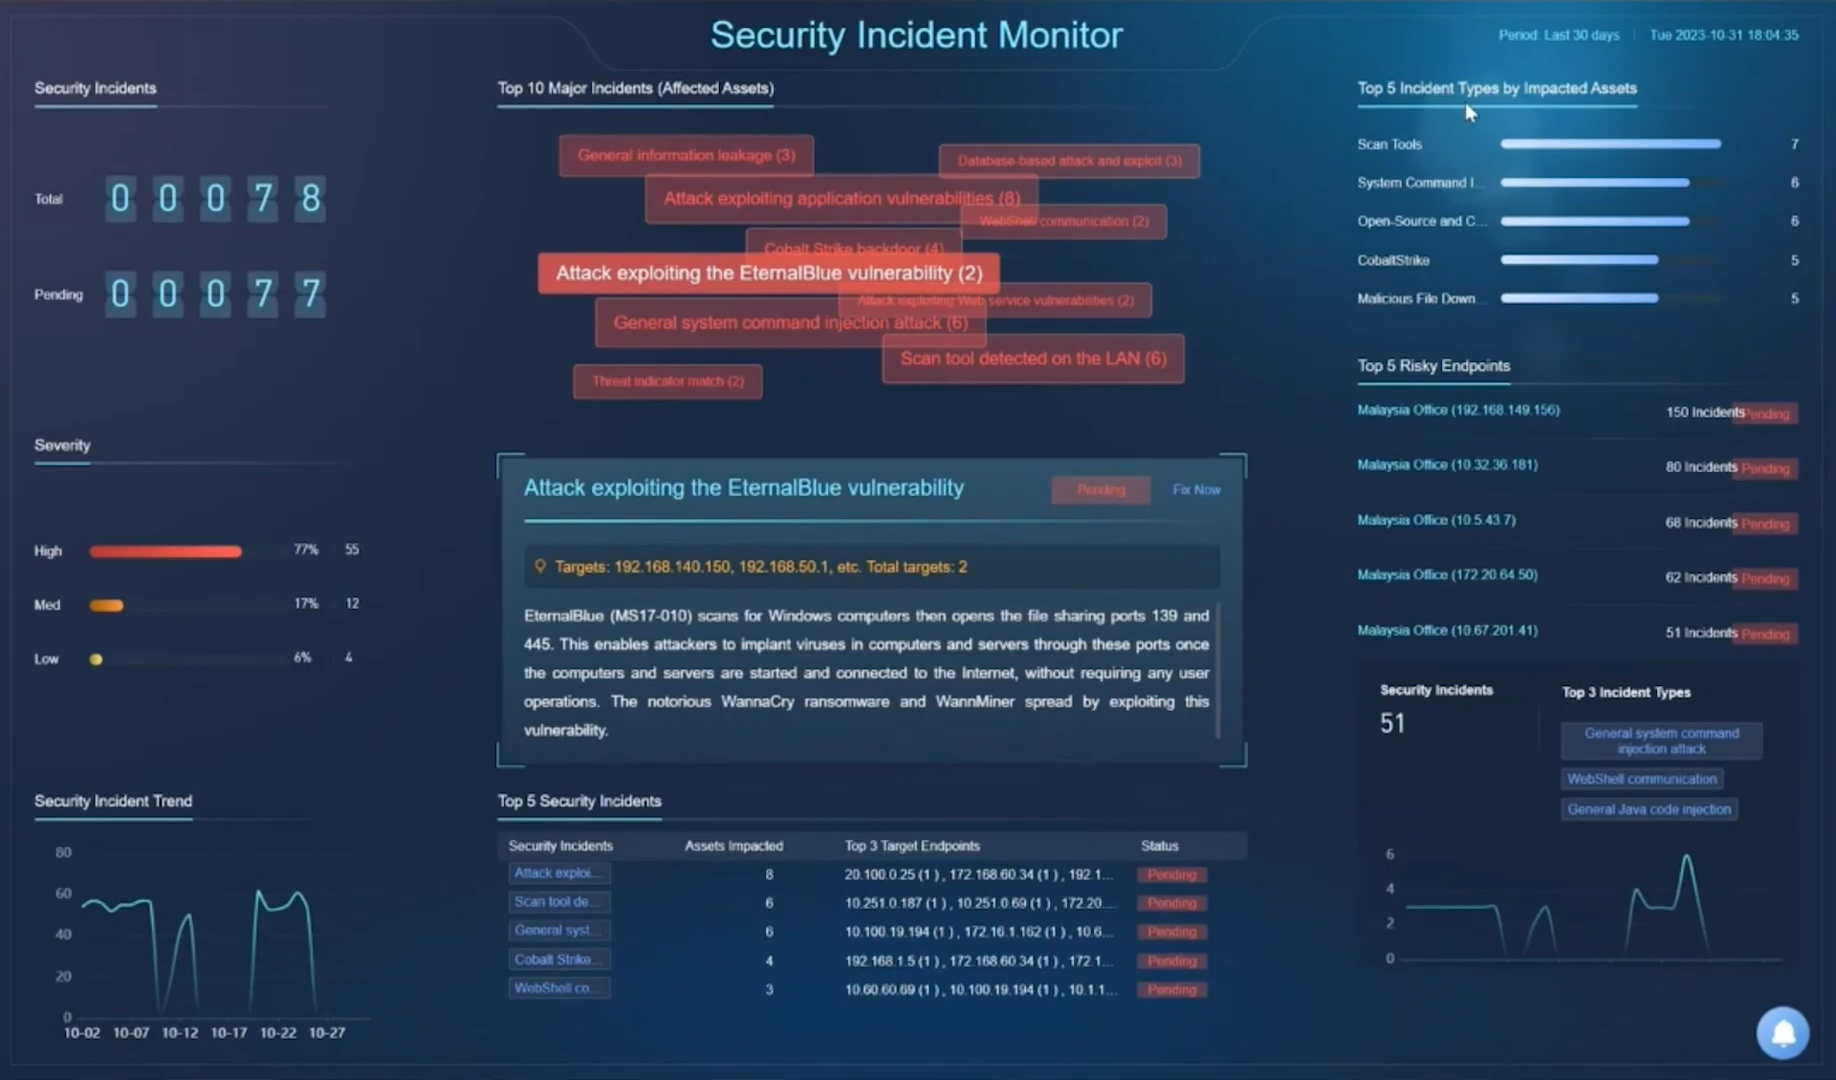 Security Incident Monitor
Period: Last 30 days
Tue 2023-10-31 18:04:35
Security Incidents
Total
0 0 0 7 8
Pending
0 0 0 7 7
Severity
High 77% 55
Med 17% 12
Low 6% 4
Security Incident Trend
80
60
40
20
0
10-02 10-07 10-12 10-17 10-22 10-27
Top 10 Major Incidents (Affected Assets)
General information leakage (3)
Database-based attack and exploit (3)
Attack exploiting application vulnerabilities (8)
WebShell communication (2)
Cobalt Strike backdoor (4)
Attack exploiting the EternalBlue vulnerability (2)
Attack exploiting Web service vulnerabilities (2)
General system command injection attack (6)
Scan tool detected on the LAN (6)
Threat indicator match (2)
Attack exploiting the EternalBlue vulnerability
Pending
Fix Now
Targets: 192.168.140.150, 192.168.50.1, etc. Total targets: 2
EternalBlue (MS17-010) scans for Windows computers then opens the file sharing ports 139 and
445. This enables attackers to implant viruses in computers and servers through these ports once
the computers and servers are started and connected to the Internet, without requiring any user
operations. The notorious WannaCry ransomware and WannMiner spread by exploiting this
vulnerability.
Top 5 Security Incidents
Security Incidents Assets Impacted Top 3 Target Endpoints Status
Attack exploi... 8 20.100.0.25 (1 ) , 172.168.60.34 (1 ) , 192.1... Pending
Scan tool de... 6 10.251.0.187 (1 ) , 10.251.0.69 (1 ) , 172.20.... Pending
General syst... 6 10.100.19.194 (1 ) , 172.16.1.162 (1 ) , 10.6... Pending
Cobalt Strike... 4 192.168.1.5 (1 ) , 172.168.60.34 (1 ) , 172.1... Pending
WebShell co... 3 10.60.60.69 (1 ) , 10.100.19.194 (1 ) , 10.1.1... Pending
Top 5 Incident Types by Impacted Assets
Scan Tools 7
System Command I... 6
Open-Source and C... 6
CobaltStrike 5
Malicious File Down... 5
Top 5 Risky Endpoints
Malaysia Office (192.168.149.156) 150 Incidents Pending
Malaysia Office (10.32.36.181) 80 Incidents Pending
Malaysia Office (10.5.43.7) 68 Incidents Pending
Malaysia Office (172.20.64.50) 62 Incidents Pending
Malaysia Office (10.67.201.41) 51 Incidents Pending
Security Incidents
51
Top 3 Incident Types
General system command
injection attack
WebShell communication
General Java code injection
6
4
2
0